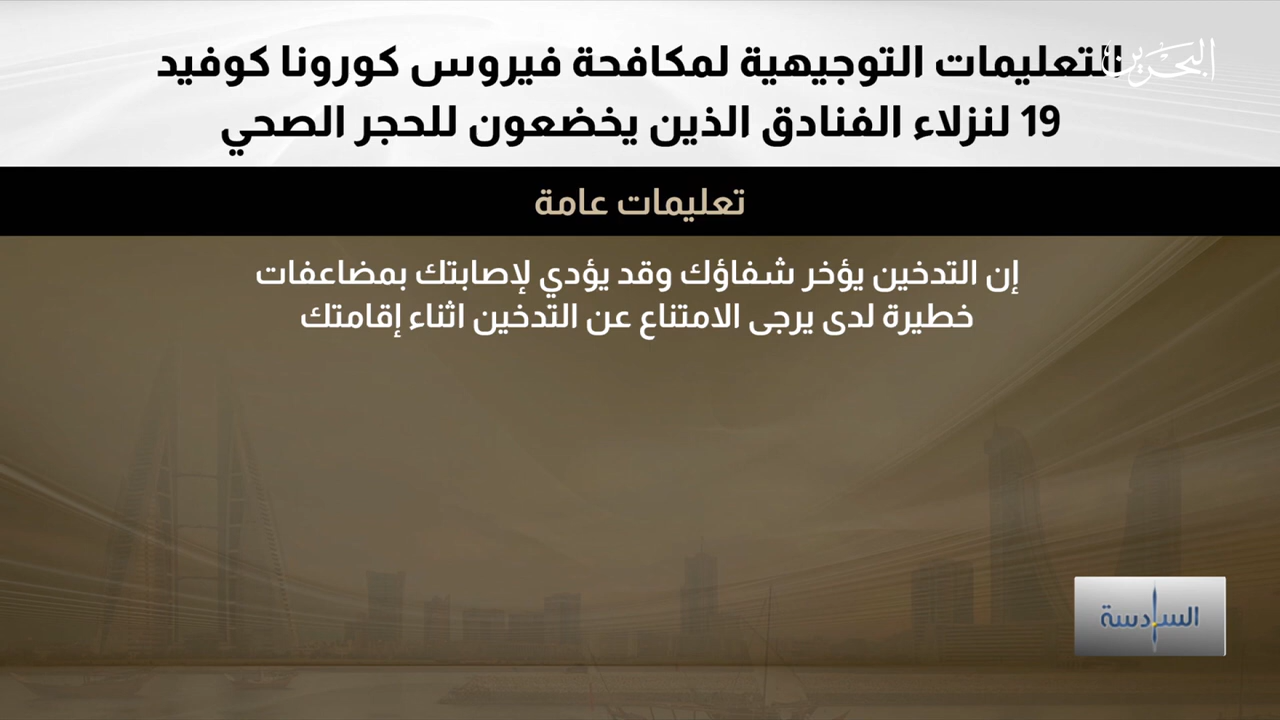 التعليمات التوجيهية لمكافحة فيروس كورونا كوفيد
19 لنزلاء الفنادق الذين يخضعون للحجر الصحي
البحرين
تعليمات عامة
إن التدخين يؤخر شفاؤك وقد يؤدي لإصابتك بمضاعفات
خطيرة لدى يرجى الامتناع عن التدخين اثناء إقامتك
السادسة